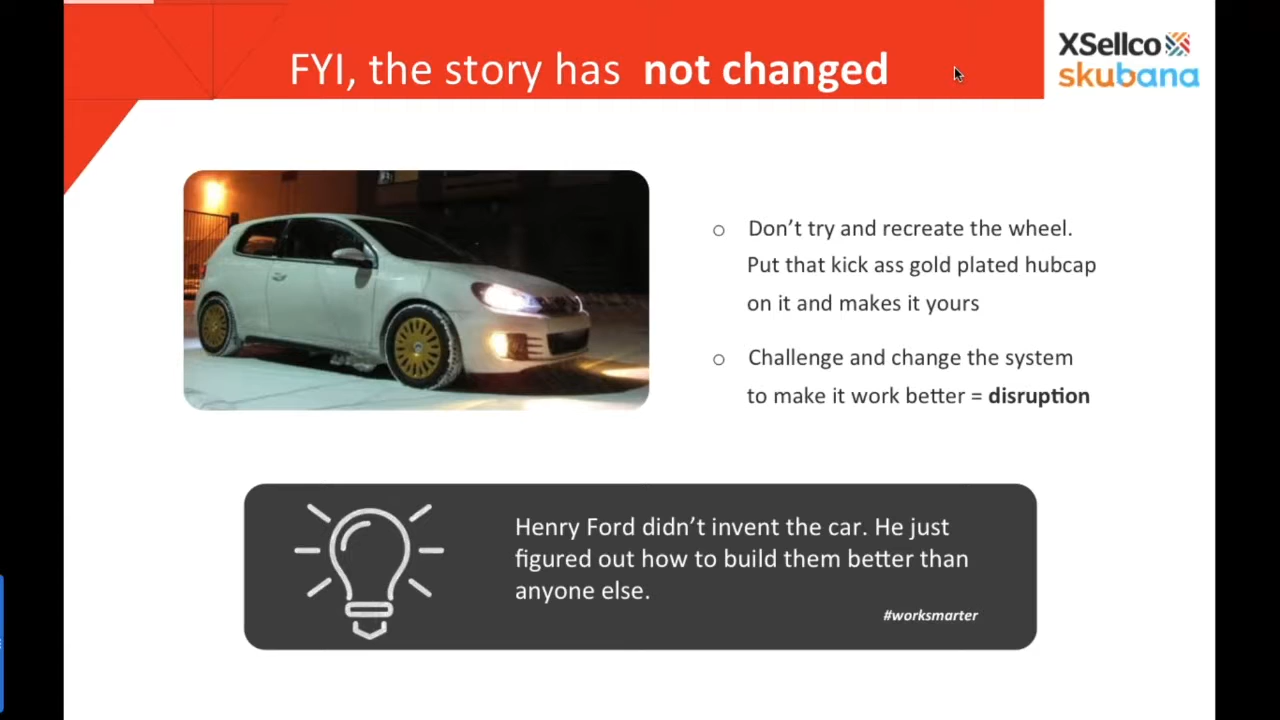 FYI, the story has not changed
XSellco
skubana
Don't try and recreate the wheel.
Put that kick ass gold plated hubcap
on it and makes it yours
Challenge and change the system
to make it work better = disruption
Henry Ford didn't invent the car. He just
figured out how to build them better than
anyone else.
#worksmarter